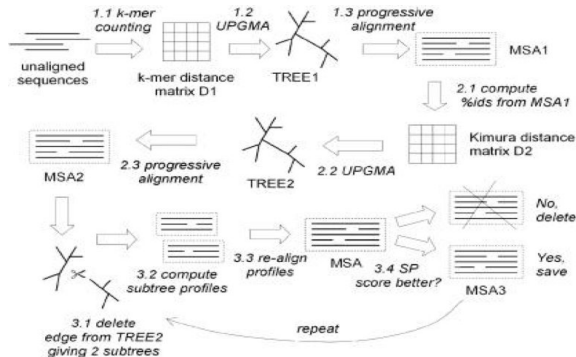 1.1 k-mer
counting
1.2
UPGMA
1.3 progressive
alignment
unaligned
sequences
k-mer distance
matrix D1
TREE1
MSA1
2.1 compute
%ids from MSA1
Kimura distance
matrix D2
2.2 UPGMA
TREE2
2.3 progressive
alignment
MSA2
3.1 delete
edge from TREE2
giving 2 subtrees
3.2 compute
subtree profiles
3.3 re-align
profiles
MSA
3.4 SP
score better?
No,
delete
Yes,
save
MSA3
repeat